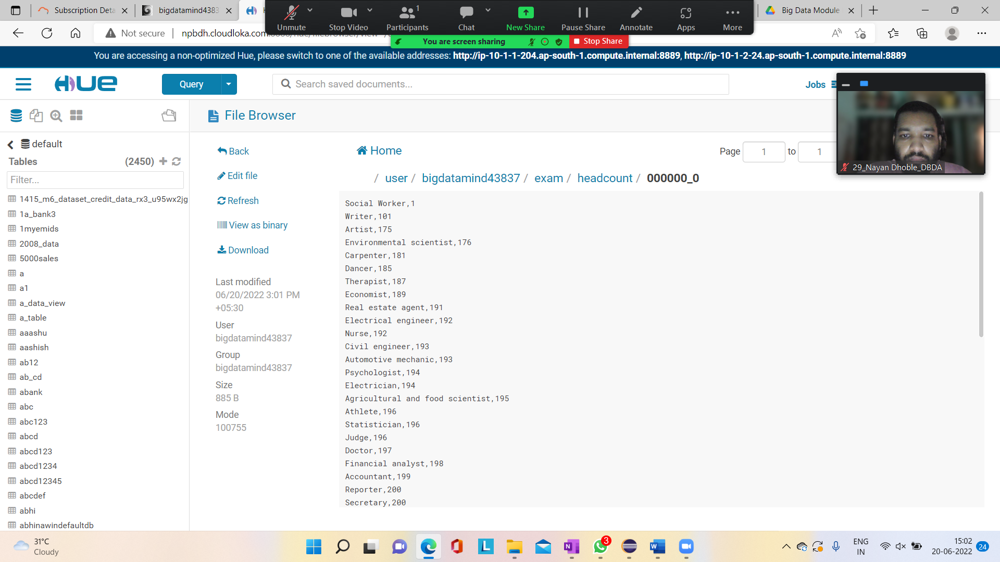 Subscription Deta
bigdatamind4383
Big Data Module
Unmute
Stop Video
Participants
1
Chat
New Share
Pause Share
Annotate
Apps
More
You are screen sharing
Stop Share
Not secure
npbdh.cloudloka.com
You are accessing a non-optimized Hue, please switch to one of the available addresses: http://ip-10-1-1-204.ap-south-1.compute.internal:8889, http://ip-10-1-2-24.ap-south-1.compute.internal:8889
HUE
Query
Search saved documents...
Jobs
File Browser
default
Tables
(2450)
Filter...
1415_m6_dataset_credit_data_rx3_u95wx2jg
1a_bank3
1myemids
2008_data
5000sales
a
a1
a_data_view
a_table
aaashu
aashish
ab12
ab_cd
abank
abc
abc123
abcd
abcd123
abcd1234
abcd12345
abcdef
abhi
abhinawindefaultdb
Back
Edit file
Refresh
View as binary
Download
Last modified
06/20/2022 3:01 PM
+05:30
User
bigdatamind43837
Group
bigdatamind43837
Size
885 B
Mode
100755
Home
Page 1 to 1
/ user / bigdatamind43837 / exam / headcount / 000000_0
Social Worker,1
Writer,101
Artist,175
Environmental scientist,176
Carpenter,181
Dancer,185
Therapist,187
Economist,189
Real estate agent,191
Electrical engineer,192
Nurse,192
Civil engineer,193
Automotive mechanic,193
Psychologist,194
Electrician,194
Agricultural and food scientist,195
Athlete,196
Statistician,196
Judge,196
Doctor,197
Financial analyst,198
Accountant,199
Reporter,200
Secretary,200
29_Nayan Dhoble_DBDA
31°C
Cloudy
3
ENG
IN
15:02
20-06-2022
24